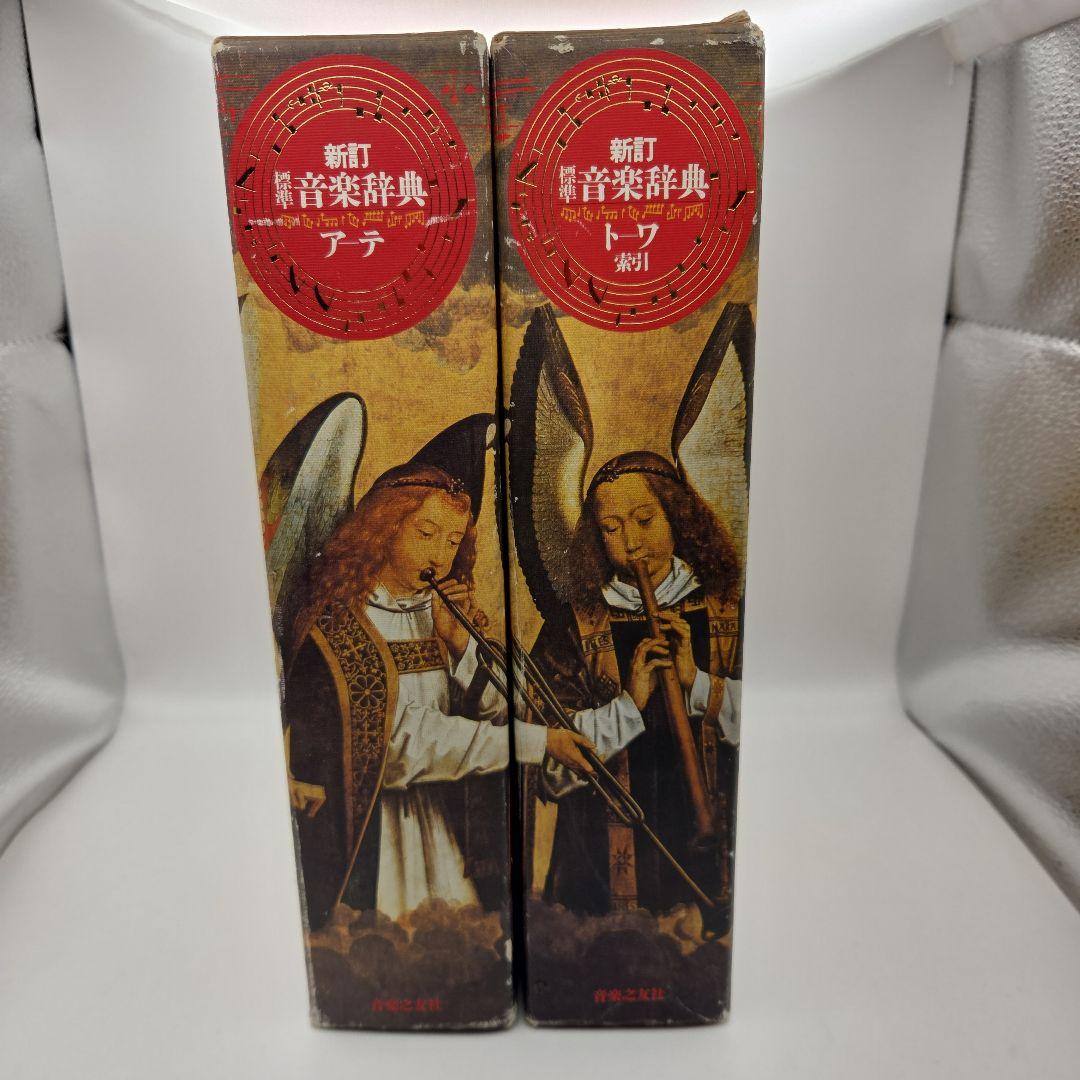 新訂
標準 音楽辞典
アーテ
音楽之友社
新訂
標準 音楽辞典
トーワ
索引
音楽之友社